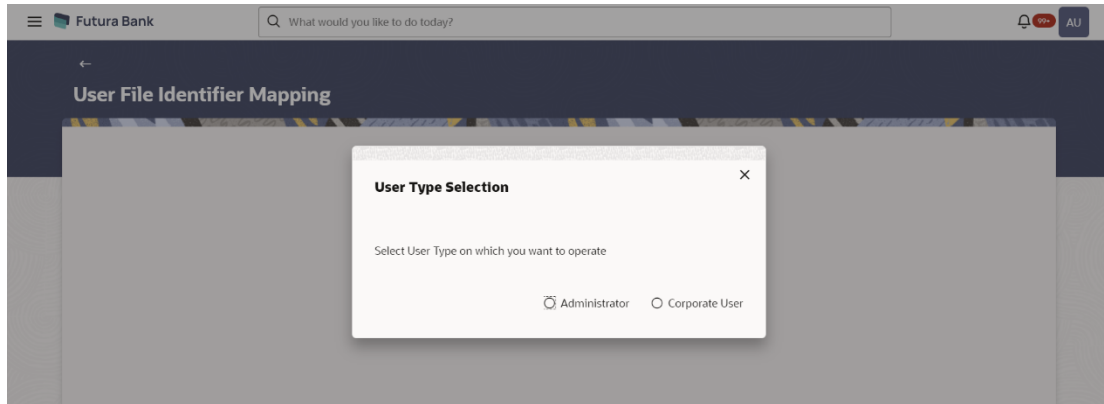 Futura Bank
What would you like to do today?
99+
AU
User File Identifier Mapping
User Type Selection
Select User Type on which you want to operate
Administrator Corporate User